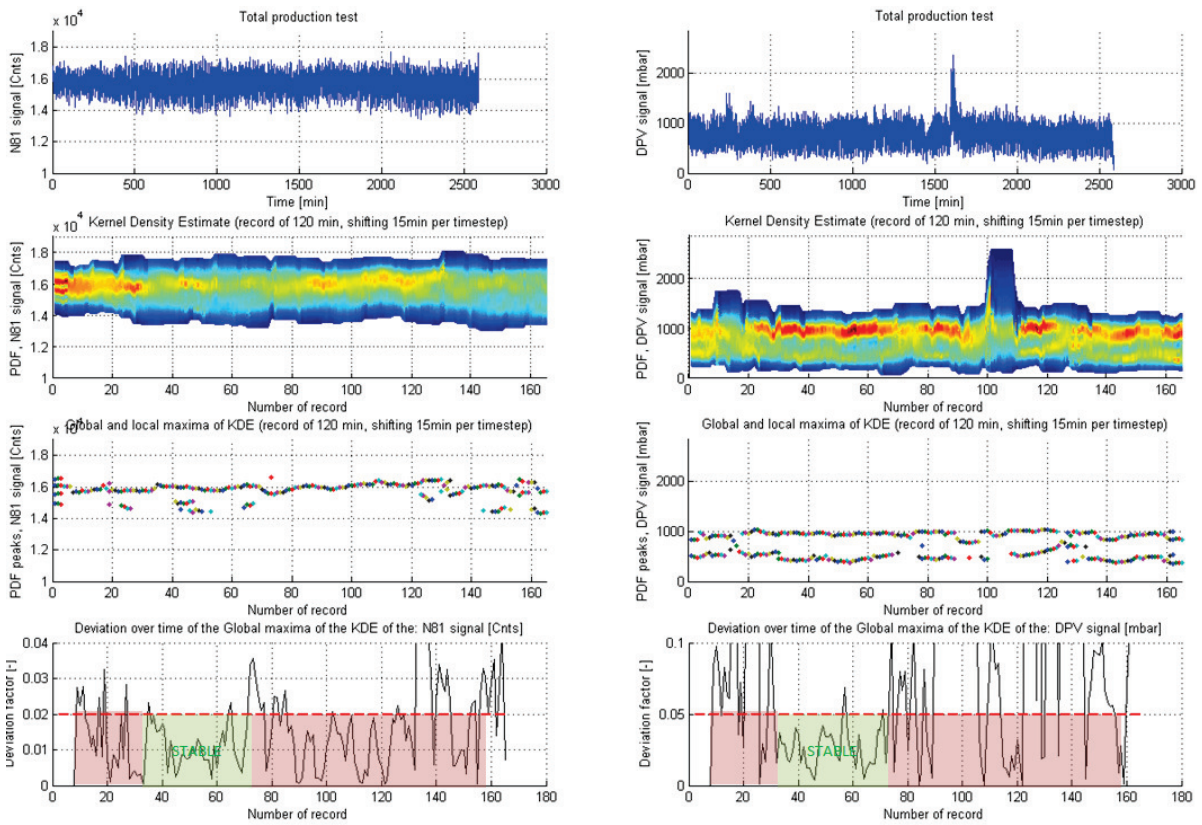 Total production test
x 10^4
N81 signal [Cnts]
1.8
1.6
1.4
1.2
1
0 500 1000 1500 2000 2500 3000
Time [min]
x 10^4
Kernel Density Estimate (record of 120 min, shifting 15min per timestep)
PDF, N81 signal [Cnts]
1.8
1.6
1.4
1.2
1
0 20 40 60 80 100 120 140 160
Number of record
x 10^4
Global and local maxima of KDE (record of 120 min, shifting 15min per timestep)
PDF peaks, N81 signal [Cnts]
1.8
1.6
1.4
1.2
1
0 20 40 60 80 100 120 140 160
Number of record
Deviation over time of the Global maxima of the KDE of the: N81 signal [Cnts]
Deviation factor [-]
0.04
0.03
0.02
0.01
0
STABLE
0 20 40 60 80 100 120 140 160 180
Number of record
Total production test
DPV signal [mbar]
2000
1000
0
0 500 1000 1500 2000 2500 3000
Time [min]
Kernel Density Estimate (record of 120 min, shifting 15min per timestep)
PDF, DPV signal [mbar]
2000
1000
0
0 20 40 60 80 100 120 140 160
Number of record
Global and local maxima of KDE (record of 120 min, shifting 15min per timestep)
PDF peaks, DPV signal [mbar]
2000
1000
0
0 20 40 60 80 100 120 140 160
Number of record
Deviation over time of the Global maxima of the KDE of the: DPV signal [mbar]
Deviation factor [-]
0.1
0.05
0
STABLE
0 20 40 60 80 100 120 140 160 180
Number of record